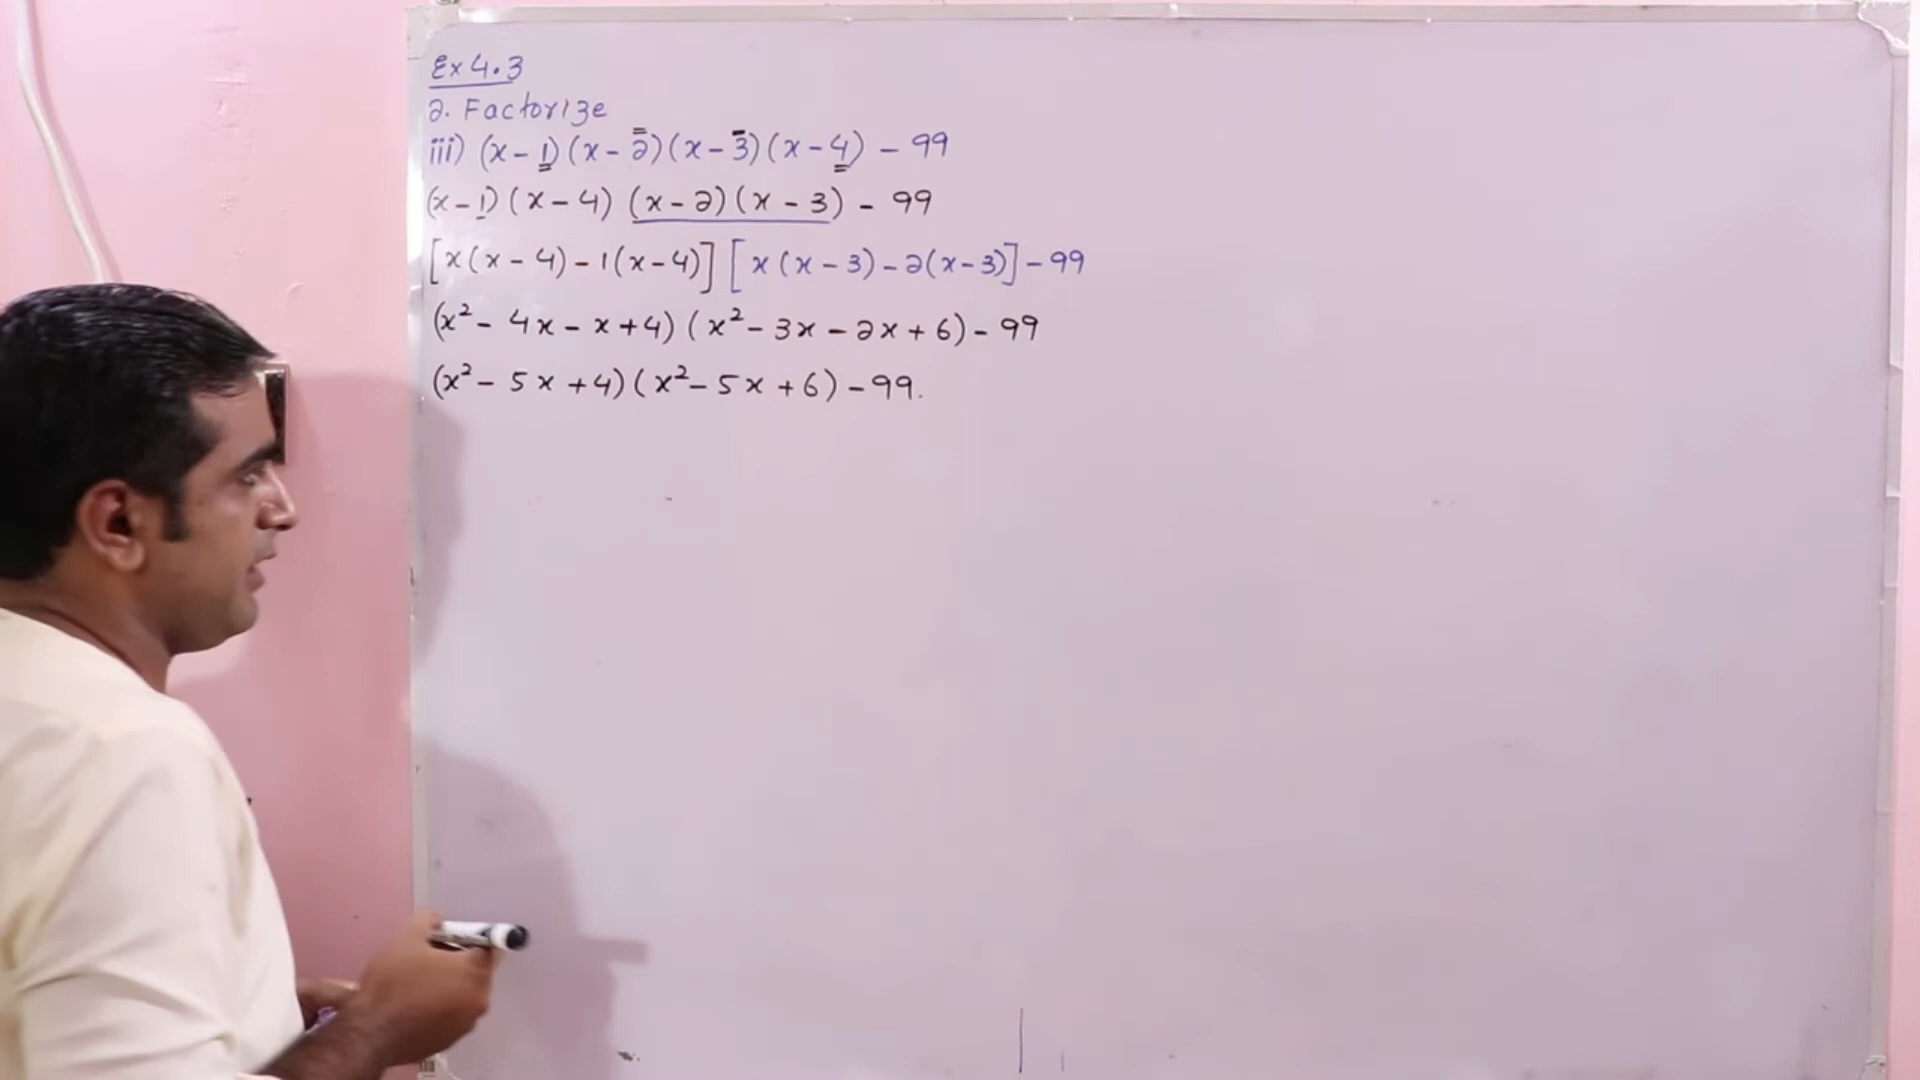 Ex 4.3
2. Factorize
iii) (x - 1)(x - 2)(x - 3)(x - 4) - 99
(x - 1)(x - 4) (x - 2)(x - 3) - 99
[x(x - 4) - 1(x - 4)] [x(x - 3) - 2(x - 3)] - 99
(x² - 4x - x + 4)(x² - 3x - 2x + 6) - 99
(x² - 5x + 4)(x² - 5x + 6) - 99.